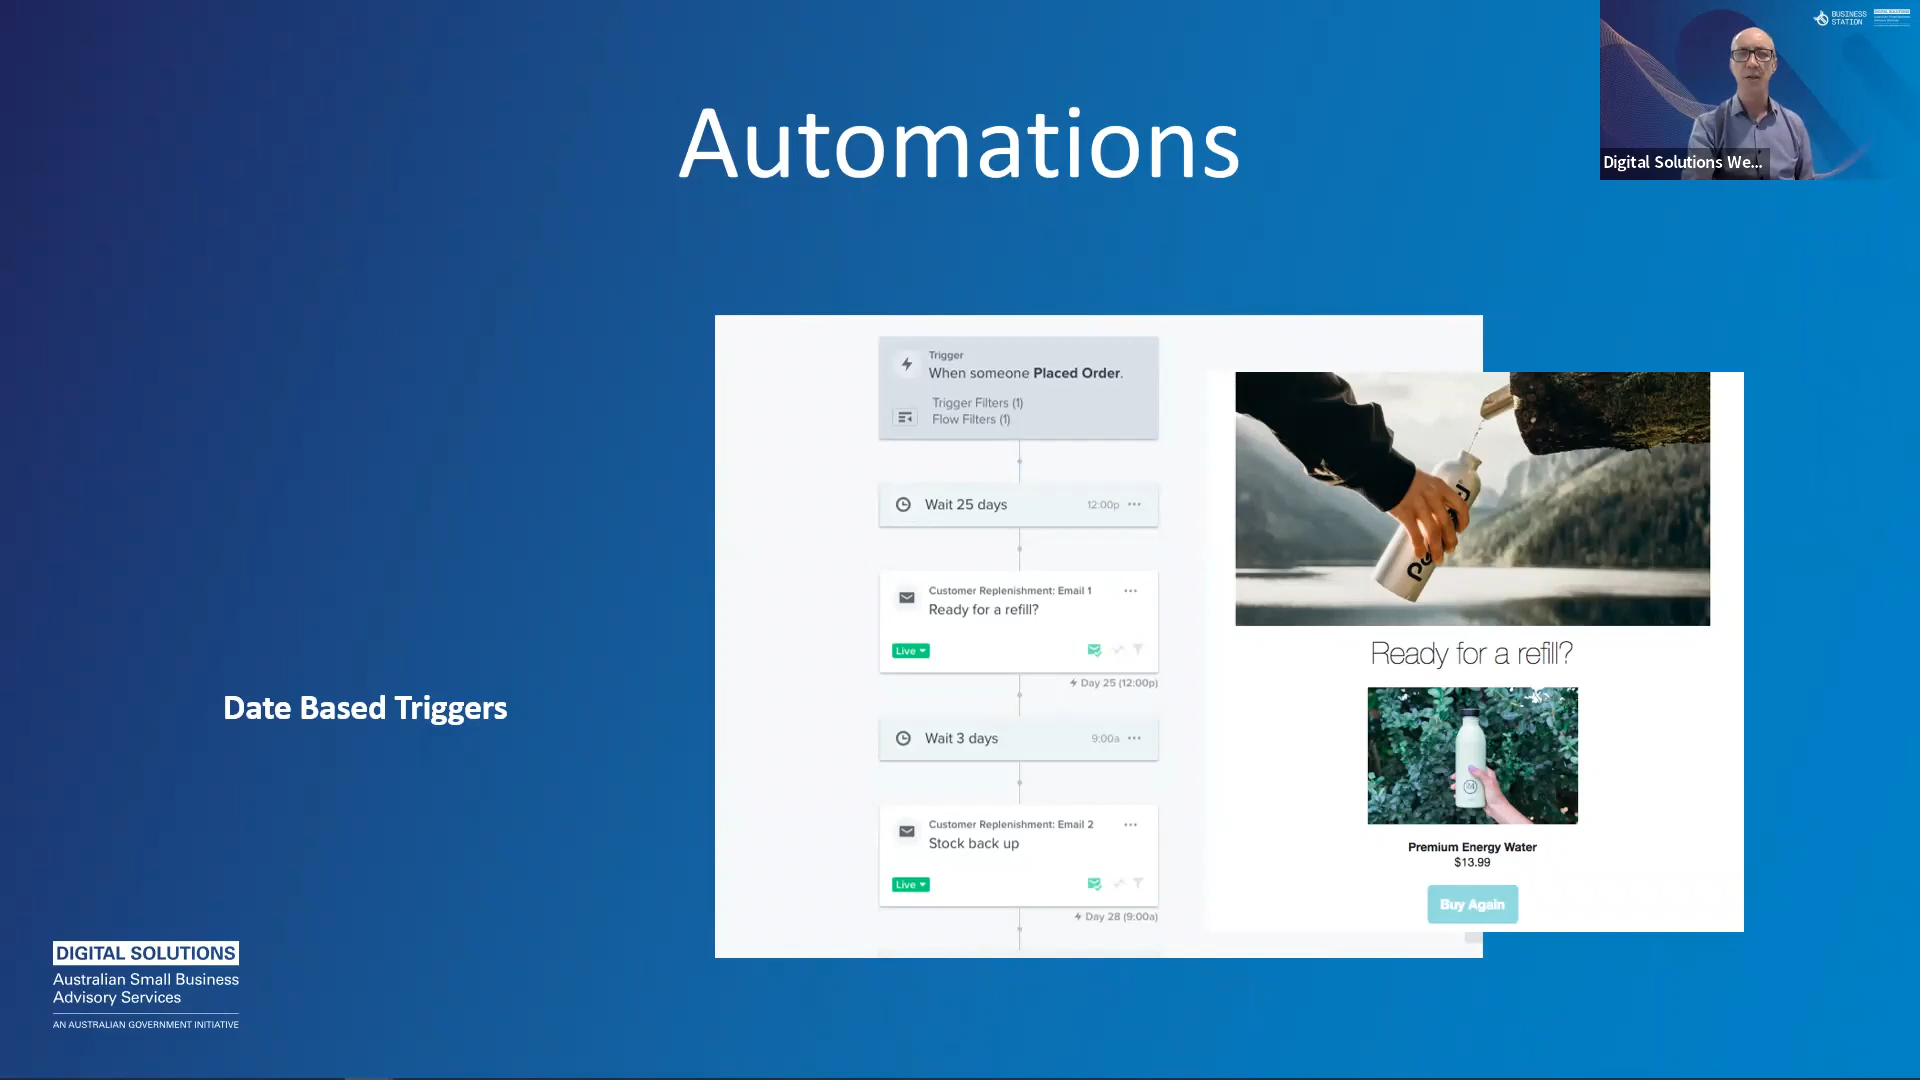 BUSINESS
STATION
Digital Solutions We...
Automations
Trigger
When someone Placed Order.
Trigger Filters (1)
Flow Filters (1)
Wait 25 days
12:00p
Customer Replenishment: Email 1
Ready for a refill?
Live
Day 25 (12:00p)
Wait 3 days
9:00a
Customer Replenishment: Email 2
Stock back up
Live
Day 28 (9:00a)
Ready for a refill?
Premium Energy Water
$13.99
Buy Again
Date Based Triggers
DIGITAL SOLUTIONS
Australian Small Business
Advisory Services
AN AUSTRALIAN GOVERNMENT INITIATIVE